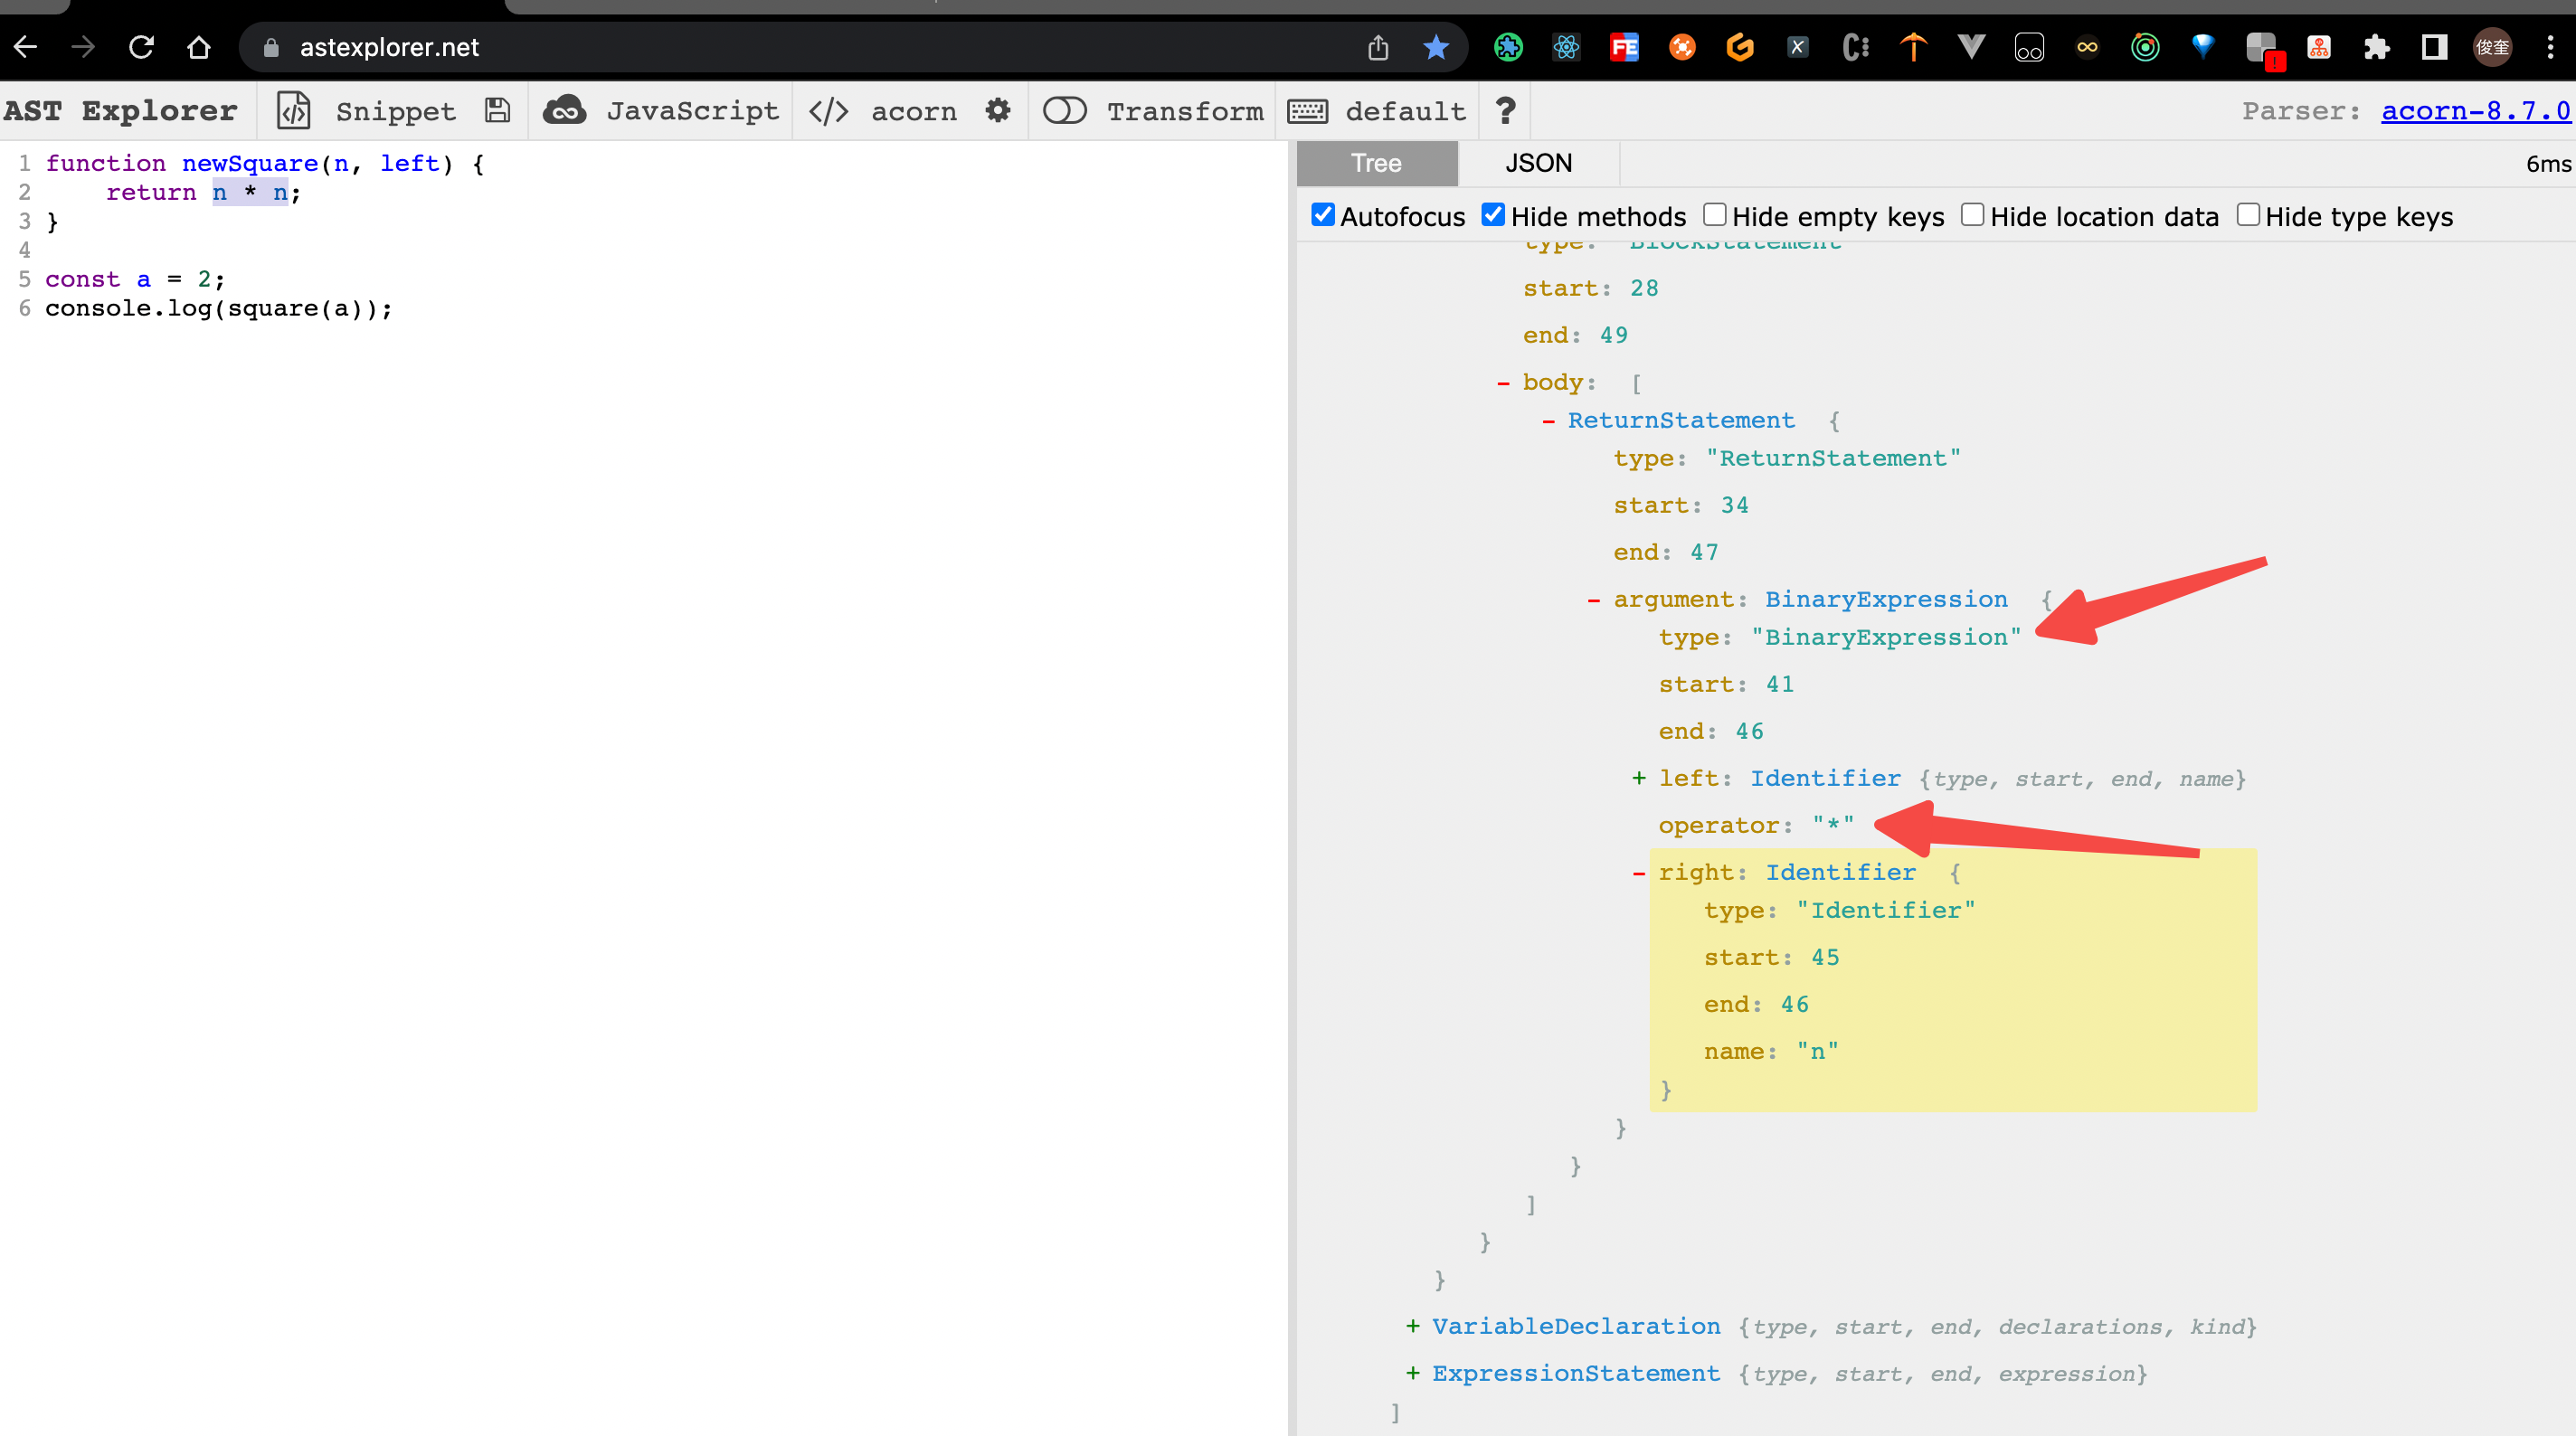 astexplorer.net
FE
俊奎
AST Explorer Snippet JavaScript </> acorn Transform default ? Parser: acorn-8.7.0
1 function newSquare(n, left) {
2     return n * n;
3 }
4
5 const a = 2;
6 console.log(square(a));
Tree JSON 6ms
Autofocus Hide methods Hide empty keys Hide location data Hide type keys
type: "BlockStatement"
start: 28
end: 49
- body: [
- ReturnStatement {
type: "ReturnStatement"
start: 34
end: 47
- argument: BinaryExpression {
type: "BinaryExpression"
start: 41
end: 46
+ left: Identifier {type, start, end, name}
operator: "*"
- right: Identifier {
type: "Identifier"
start: 45
end: 46
name: "n"
}
}
}
]
}
}
+ VariableDeclaration {type, start, end, declarations, kind}
+ ExpressionStatement {type, start, end, expression}
]